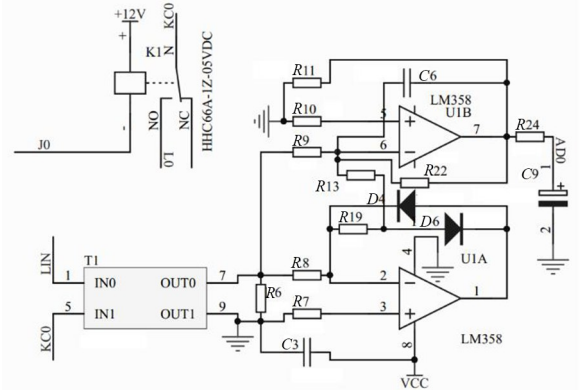 +12V
KC0
+
K1
N
HHC66A-1Z-05VDC
-
NO
NC
J0
L0
R11
C6
LM358
U1B
R10
5
+
7
R24
AD0
R9
6
−
1
R22
C9
+
R13
D4
2
R19
1
D6
4
U1A
LIN
T1
1
IN0
OUT0
7
R8
2
−
1
5
IN1
OUT1
9
R6
R7
3
+
KC0
C3
8
LM358
VCC